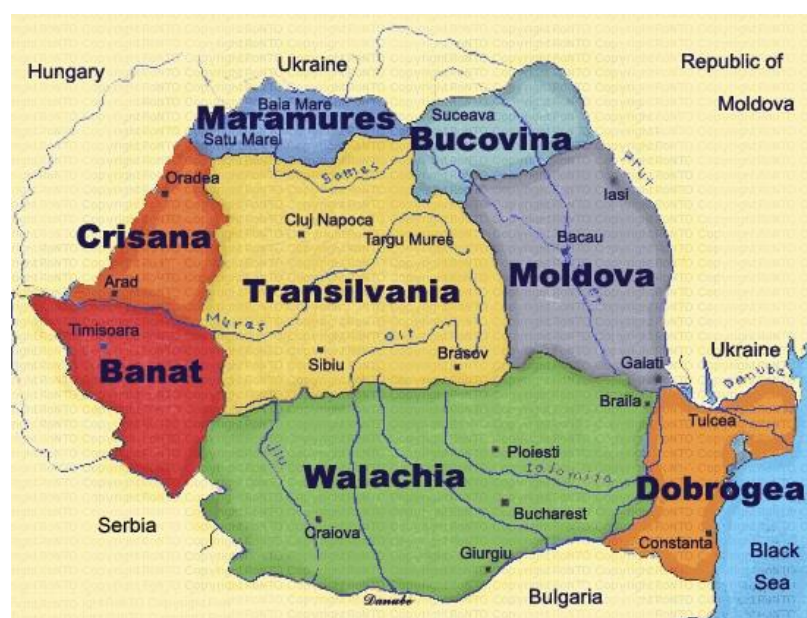 Hungary
Ukraine
Republic of
Moldova
Baia Mare
Maramures
Satu Mare
Suceava
Bucovina
Prut
Oradea
Somes
Iasi
Crisana
Cluj Napoca
Targu Mures
Bacau
Moldova
Arad
Transilvania
Mures
Timisoara
Olt
Banat
Sibiu
Brasov
Galati
Ukraine
Danube
Braila
Tulcea
Jiu
Walachia
Ploiesti
Ialomita
Dobrogea
Serbia
Craiova
Bucharest
Constanta
Black
Sea
Giurgiu
Danube
Bulgaria